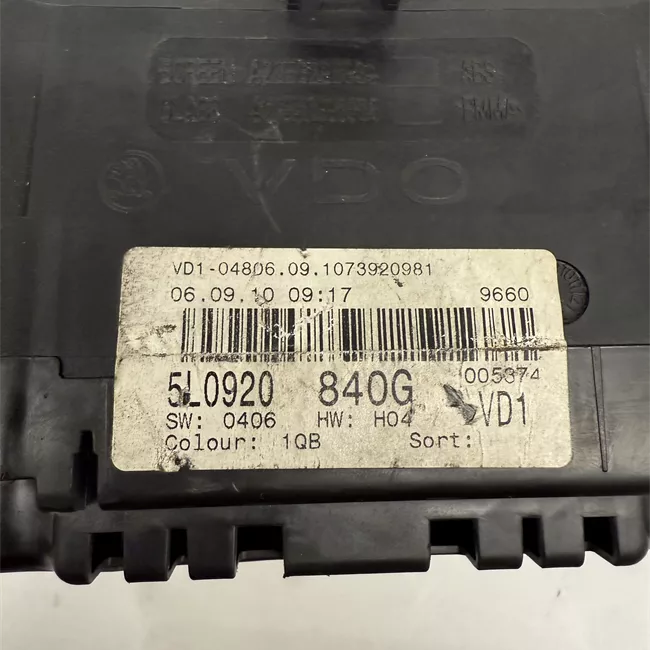 VDO
VD1-04806.09.1073920981
06.09.10 09:17 9660
5L0920 840G 005374
SW: 0406 HW: H04 VD1
Colour: 1QB Sort: